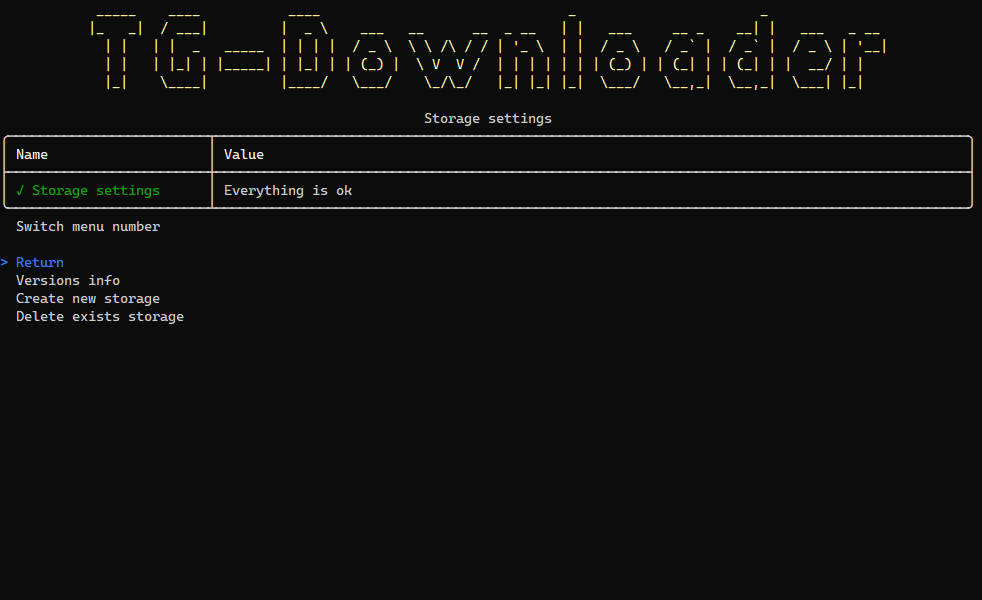 TG-Downloader
Storage settings
Name Value
√ Storage settings Everything is ok
Switch menu number
> Return
Versions info
Create new storage
Delete exists storage